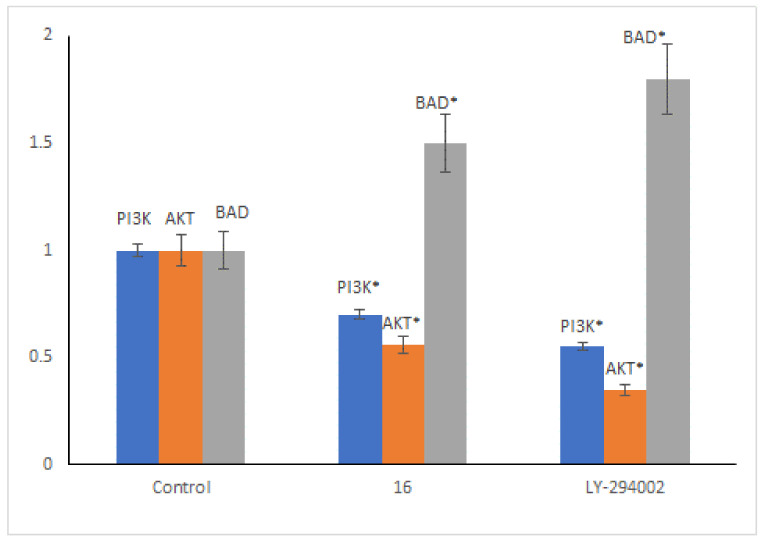 2
BAD*
BAD*
1.5
PI3K AKT BAD
1
PI3K*
AKT*
PI3K*
AKT*
0.5
0
Control 16 LY-294002